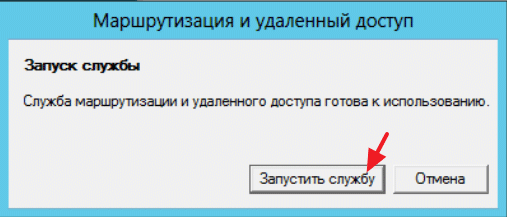 Маршрутизация и удаленный доступ
Запуск службы
Служба маршрутизации и удаленного доступа готова к использованию.
Запустить службу
Отмена